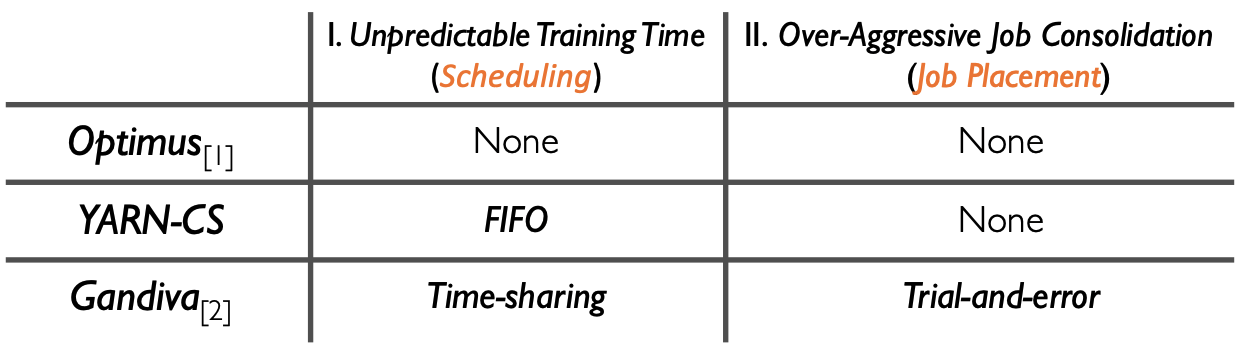 I. Unpredictable Training Time
(Scheduling)
II. Over-Aggressive Job Consolidation
(Job Placement)
Optimus[1]
None
None
YARN-CS
FIFO
None
Gandiva[2]
Time-sharing
Trial-and-error